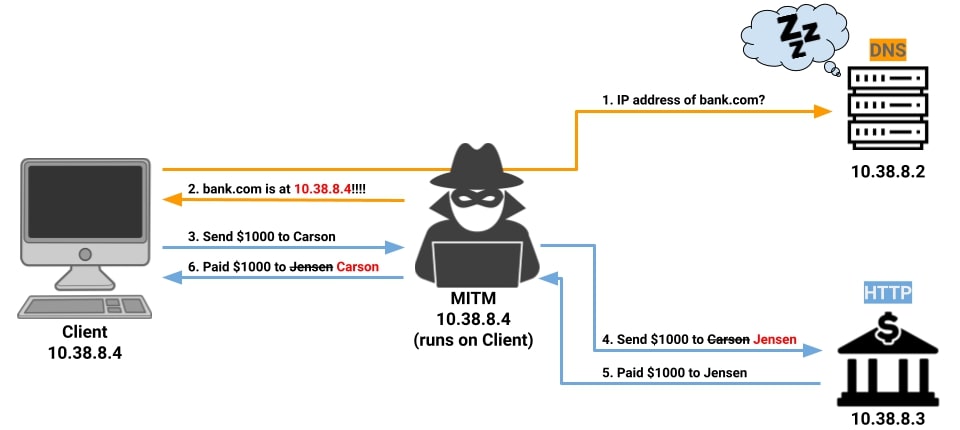 Zzz
DNS
1. IP address of bank.com?
10.38.8.2
2. bank.com is at 10.38.8.4!!!!
3. Send $1000 to Carson
6. Paid $1000 to Jensen Carson
HTTP
$
Client
10.38.8.4
MITM
10.38.8.4
(runs on Client)
4. Send $1000 to Carson Jensen
5. Paid $1000 to Jensen
10.38.8.3